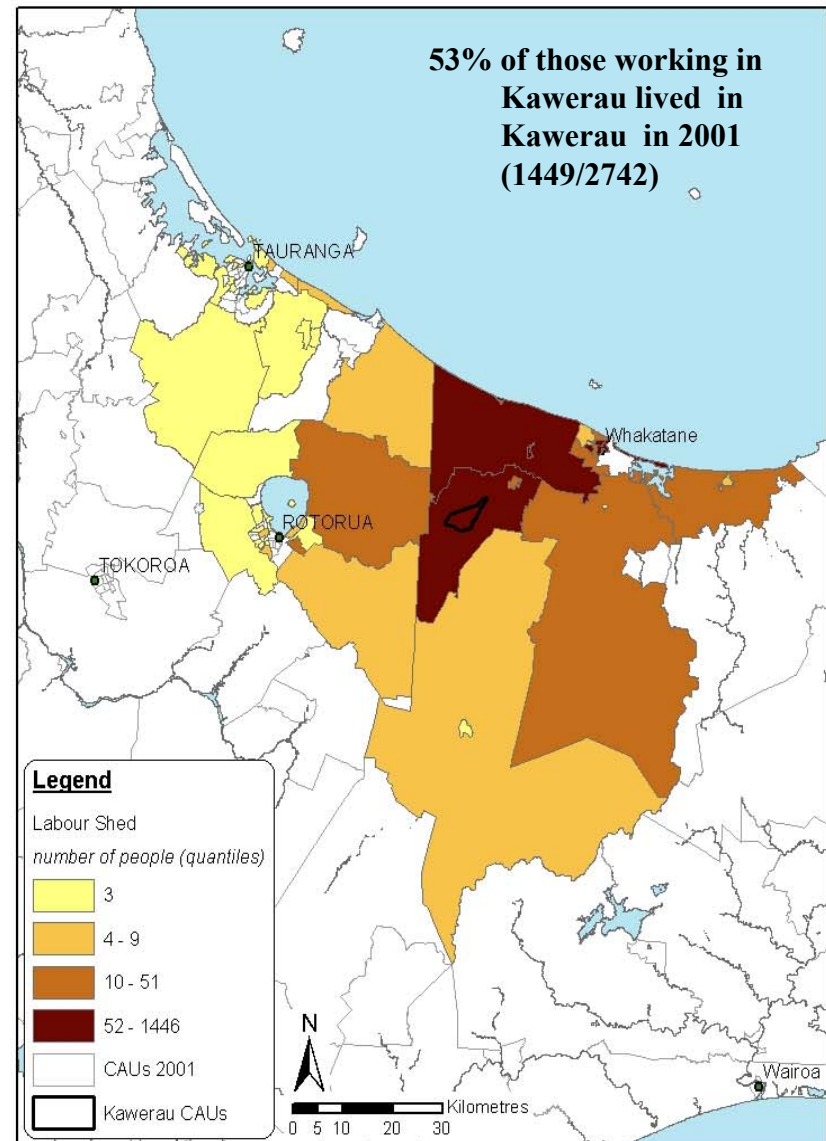 53% of those working in
Kawerau lived in
Kawerau in 2001
(1449/2742)
TAURANGA
Whakatane
ROTORUA
TOKOROA
Legend
Labour Shed
number of people (quantiles)
3
4 - 9
10 - 51
52 - 1446
CAUs 2001
Kawerau CAUs
N
Kilometres
0 5 10 20 30
Wairoa